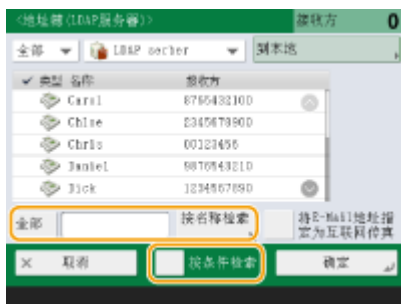 <地址簿(LDAP服务器)> 接收方 0
全部 LDAP secher 到本地
类型 名称 接收方
Carol 8765432100
Chloe 2345678900
Chris 00123456
Daniel 9876543210
Dick 1234567890
全部 按名称检索 将E-Mail地址指
定为互联网传真
× 取消 按条件检索 确定